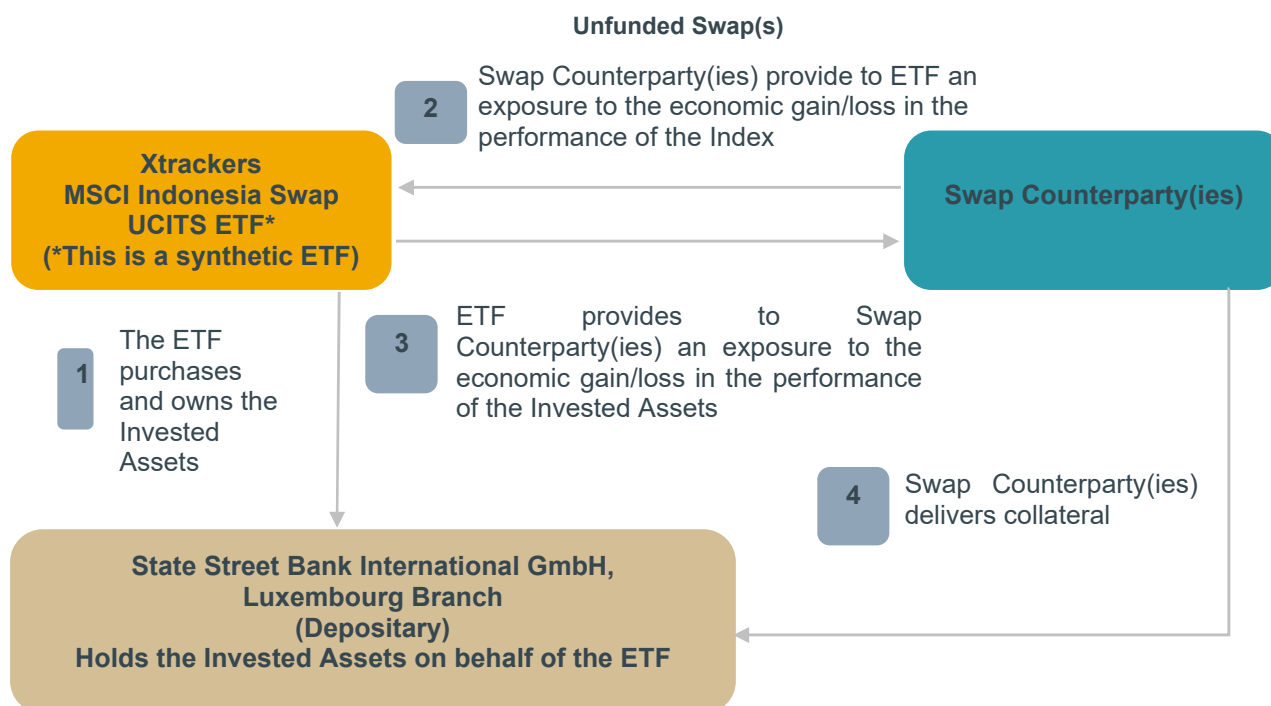 Unfunded Swap(s)
2
Swap Counterparty(ies) provide to ETF an
exposure to the economic gain/loss in the
performance of the Index
Xtrackers
MSCI Indonesia Swap
UCITS ETF*
(*This is a synthetic ETF)
Swap Counterparty(ies)
1
The ETF
purchases
and owns the
Invested
Assets
3
ETF provides to Swap
Counterparty(ies) an exposure to the
economic gain/loss in the performance
of the Invested Assets
4
Swap Counterparty(ies)
delivers collateral
State Street Bank International GmbH,
Luxembourg Branch
(Depositary)
Holds the Invested Assets on behalf of the ETF